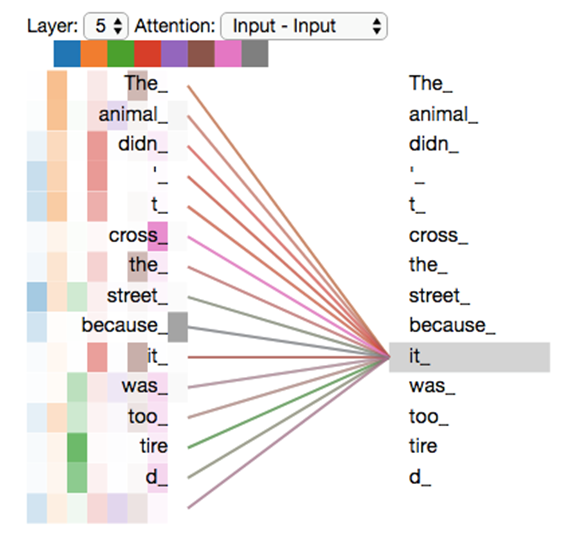 Layer: 5 Attention: Input - Input
The_ The_
animal_ animal_
didn_ didn_
'_ '_
t_ t_
cross_ cross_
the_ the_
street_ street_
because_ because_
it_ it_
was_ was_
too_ too_
tire tire
d_ d_